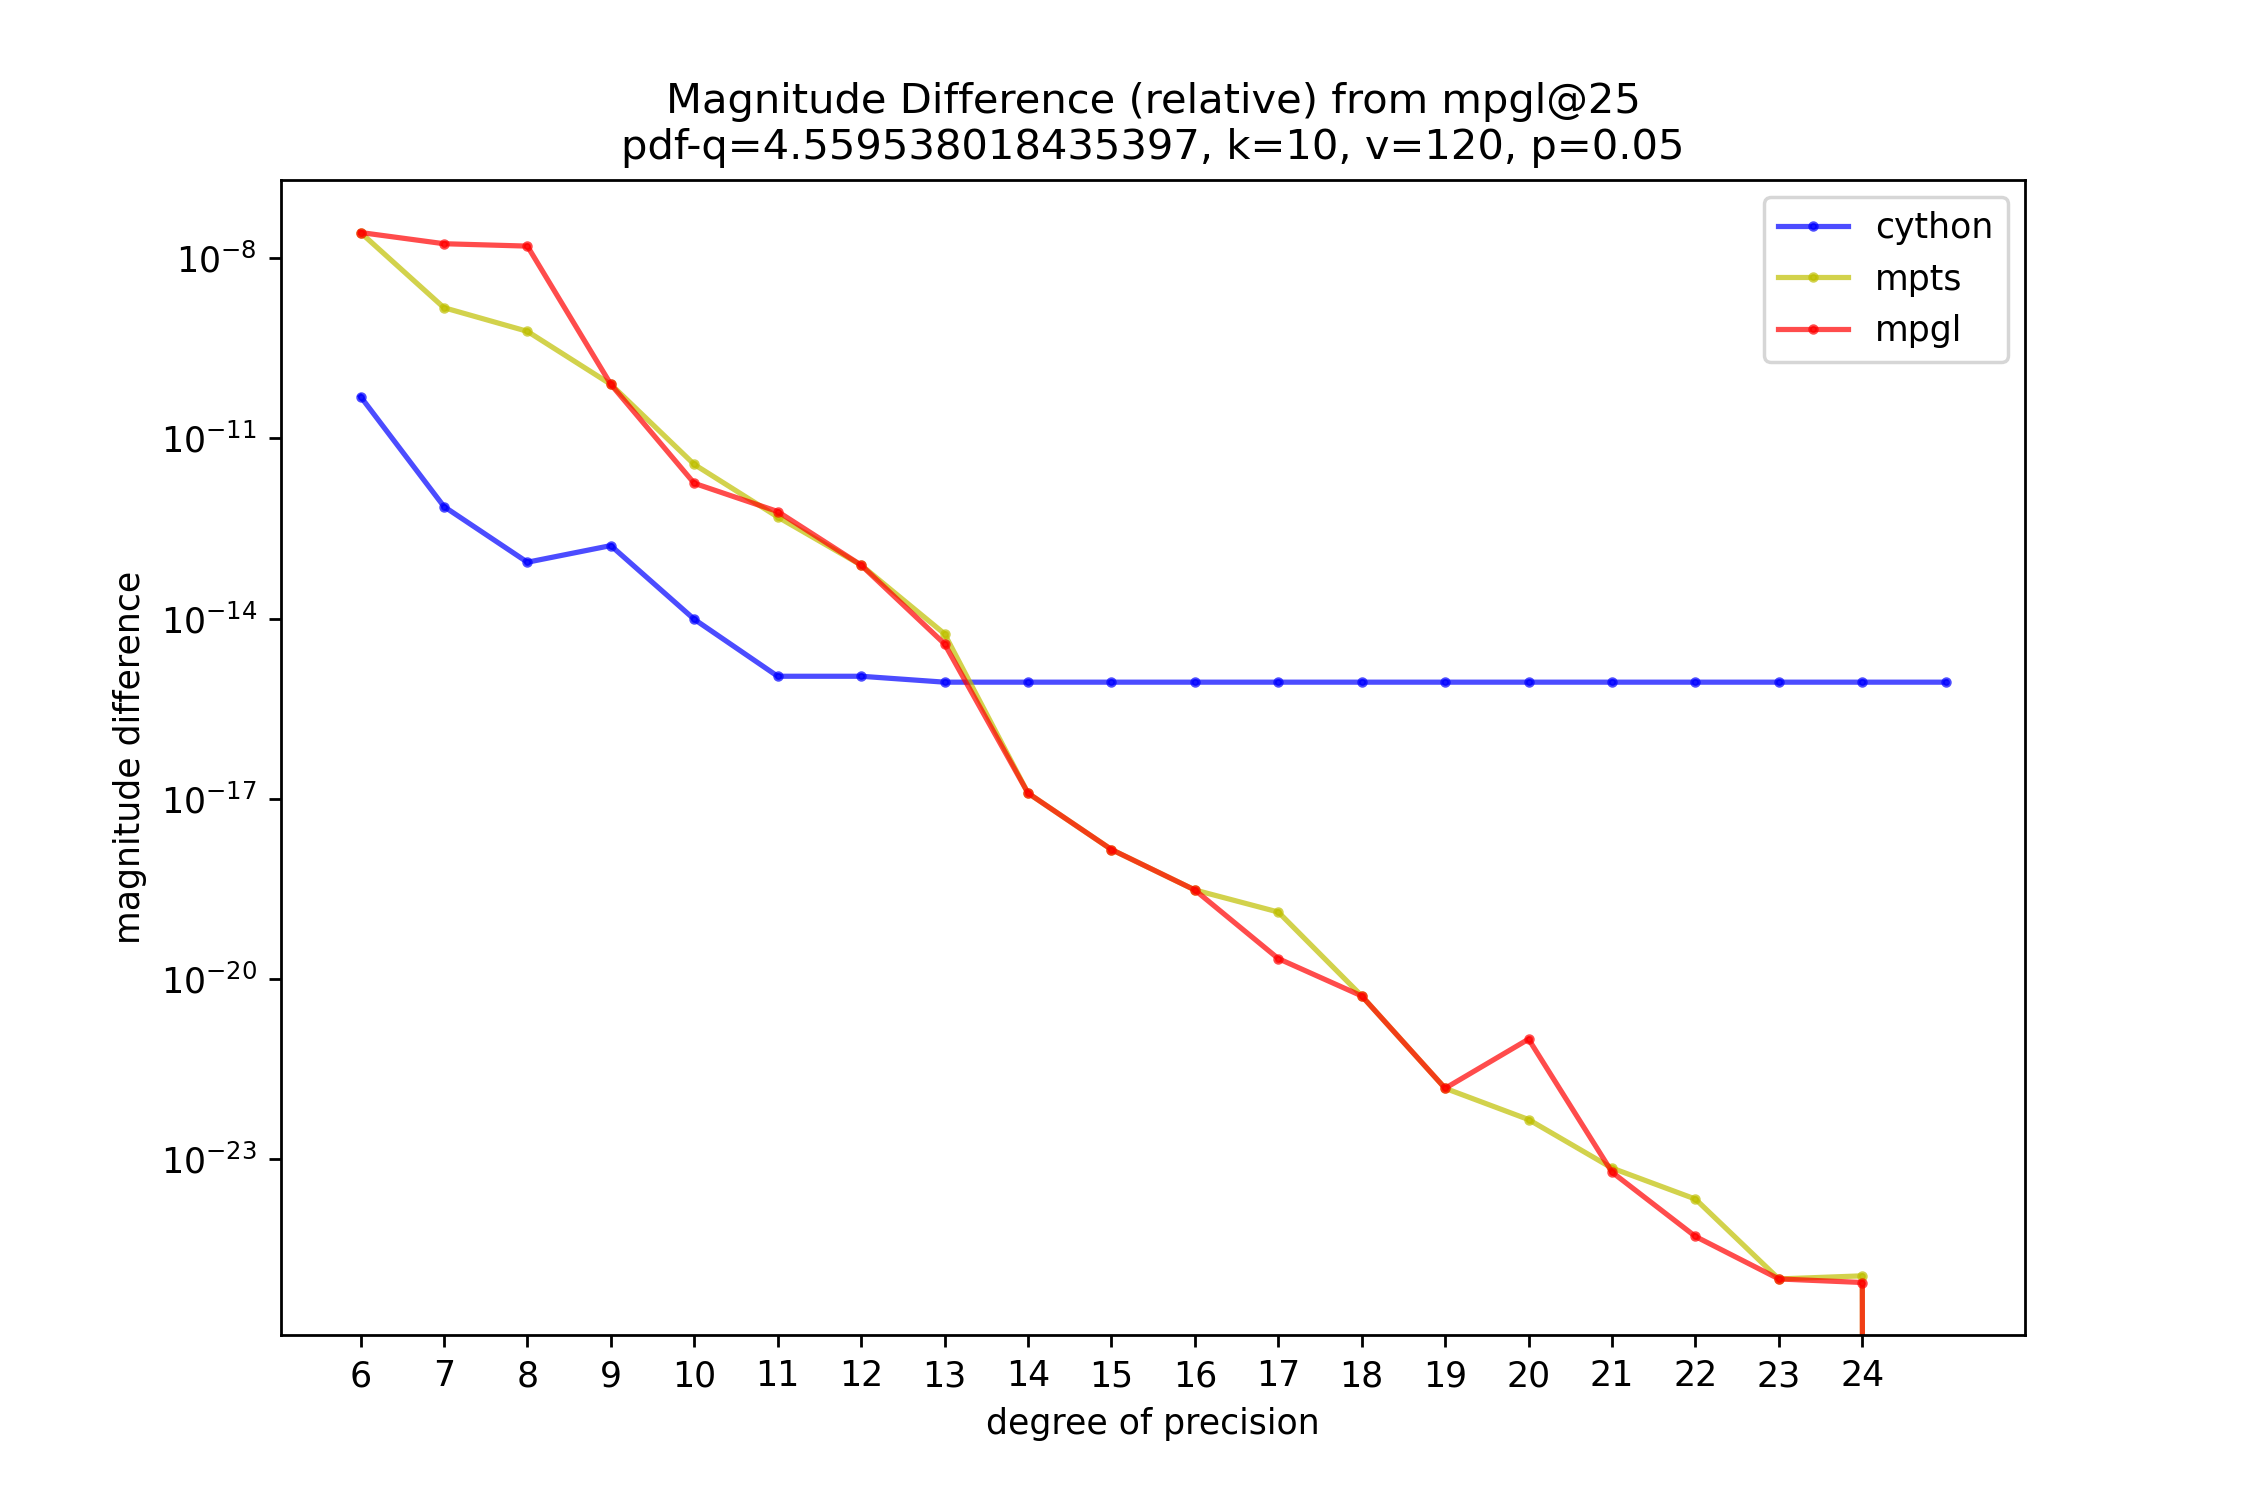 Magnitude Difference (relative) from mpgl@25
pdf-q=4.559538018435397, k=10, v=120, p=0.05
cython
mpts
mpgl
magnitude difference
10⁻⁸
10⁻¹¹
10⁻¹⁴
10⁻¹⁷
10⁻²⁰
10⁻²³
6 7 8 9 10 11 12 13 14 15 16 17 18 19 20 21 22 23 24
degree of precision